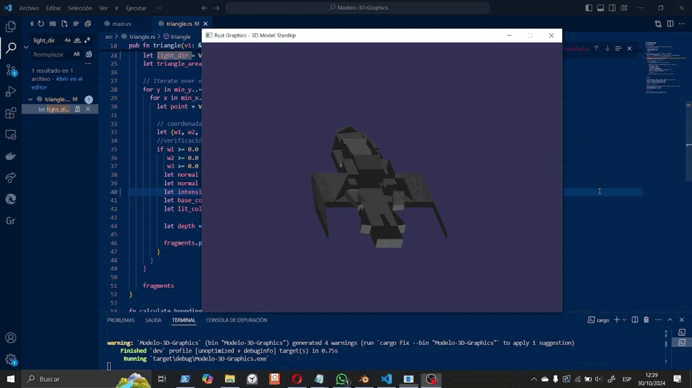 Archivo Editar Selección Ver Ir Ejecutar ···
Modelo-3D-Graphics
light_dir
Aa
Reemplazar
AB
1 resultado en 1
archivo - Abrir en el
editor
triangle....
1
let light_di...
main.rs
triangle.rs
src > triangle.rs > triangle
18 pub fn triangle(v1: &
24 let light_dir = V
25 let triangle_area
27 // Iterate over e
28 for y in min_y..=
29 for x in min_x.
30 let point = V
32 // coordenada
33 let (w1, w2,
34 //verificació
35 if w1 >= 0.0
36 w2 >= 0.0
37 w3 >= 0.0
38 let normal
39 let normal
40 let intensi
41 let base_co
42 let lit_col
44 let depth =
46 fragments.p
47 }
48 }
49 }
51 fragments
52 }
54 fn calculate_bounding
Rust Graphics - 3D Model Starship
PROBLEMAS SALIDA TERMINAL PUERTOS CONSOLA DE DEPURACIÓN
cargo
warning: `Modelo-3D-Graphics` (bin "Modelo-3D-Graphics") generated 4 warnings (run `cargo fix --bin "Modelo-3D-Graphics"` to apply 1 suggestion)
Finished `dev` profile [unoptimized + debuginfo] target(s) in 0.75s
Running `target\debug\Modelo-3D-Graphics.exe`
Buscar
ESP
12:39
30/10/2024